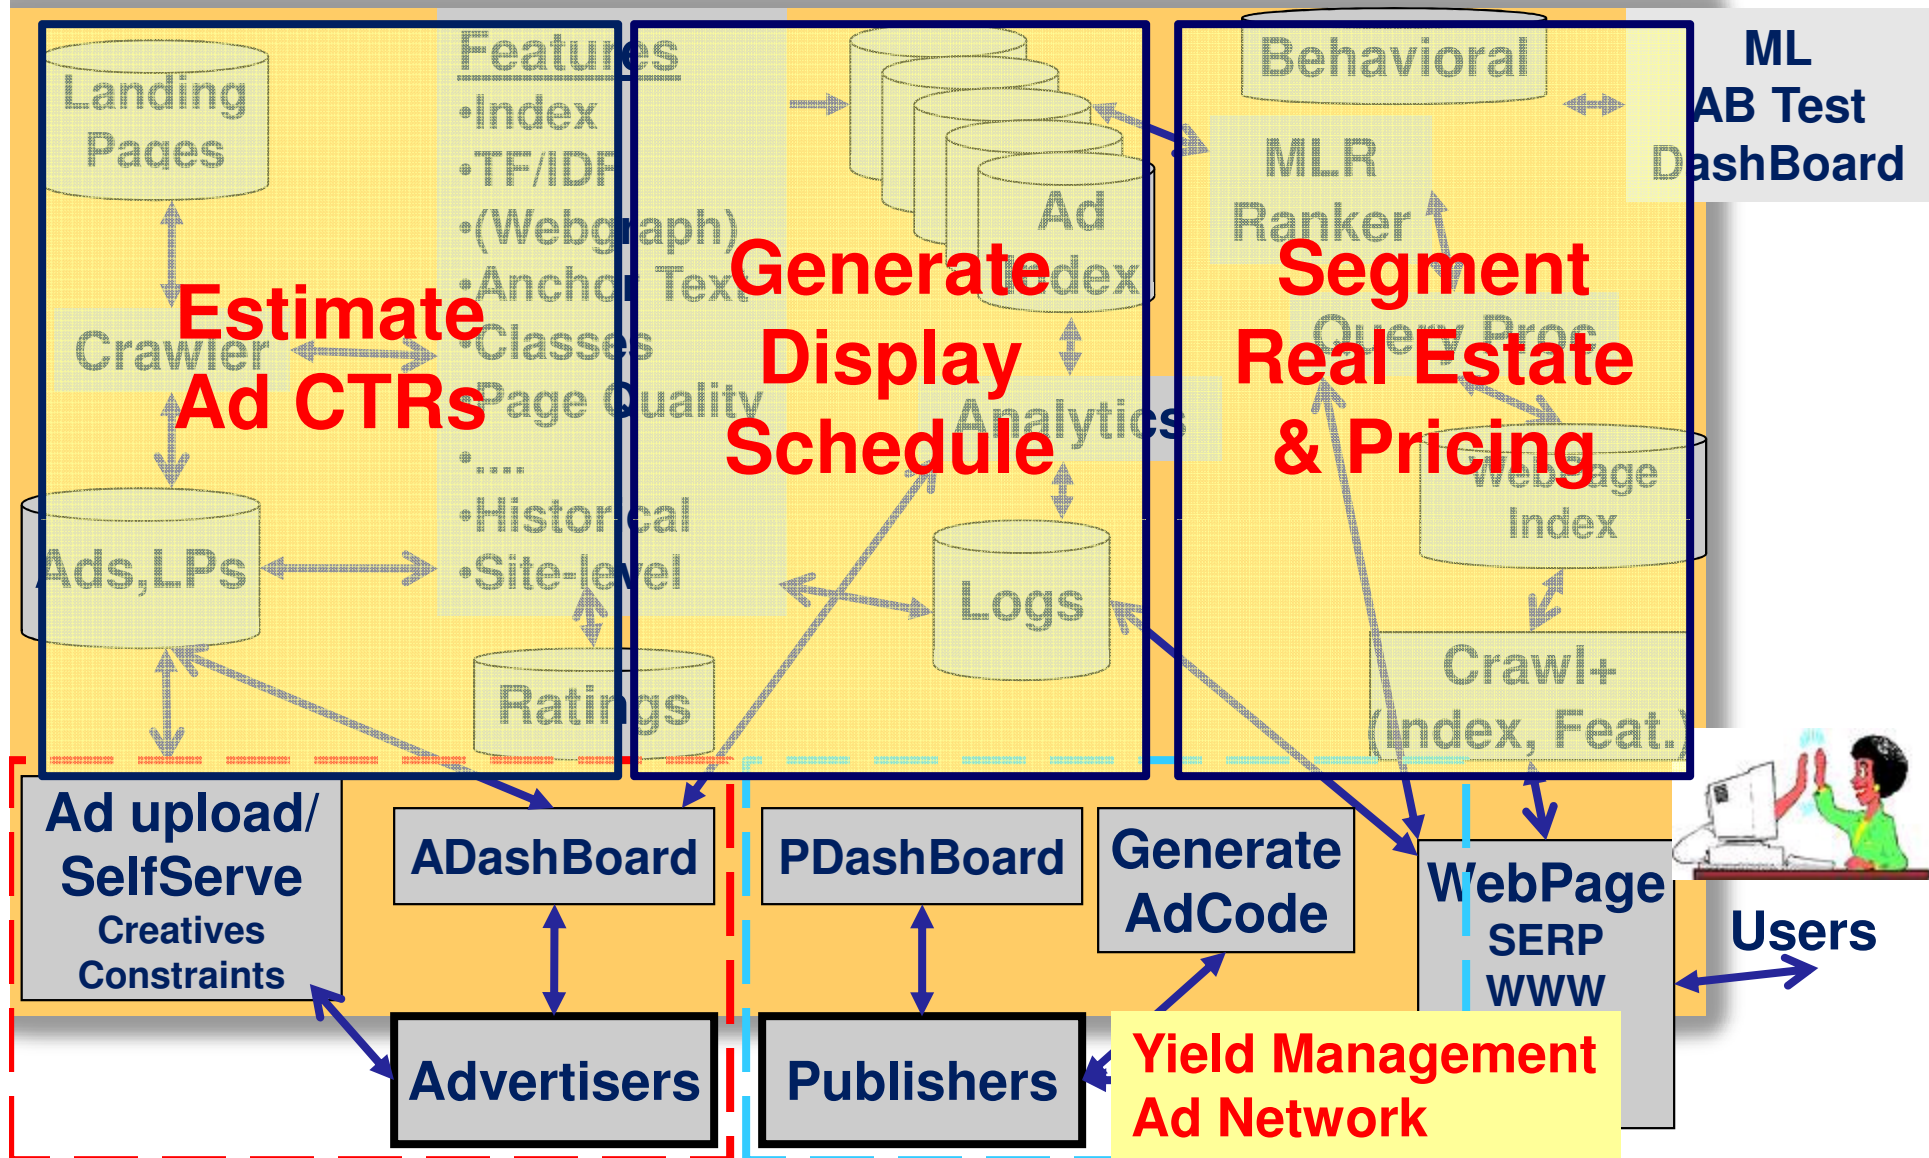 Landing
Pages
Features
•Index
•TF/IDF
•(Webgraph)
•Anchor Text
•Classes
•Page Quality
•....
•Historical
•Site-level
Crawler
Ads,LPs
Ratings
Estimate
Ad CTRs
Ad
Index
Analytics
Logs
Generate
Display
Schedule
Behavioral
MLR
Ranker
Query Proc
WebPage
Index
Crawl+
(Index, Feat.)
Segment
Real Estate
& Pricing
ML
AB Test
DashBoard
Ad upload/
SelfServe
Creatives
Constraints
ADashBoard
PDashBoard
Generate
AdCode
WebPage
SERP
WWW
Users
Advertisers
Publishers
Yield Management
Ad Network